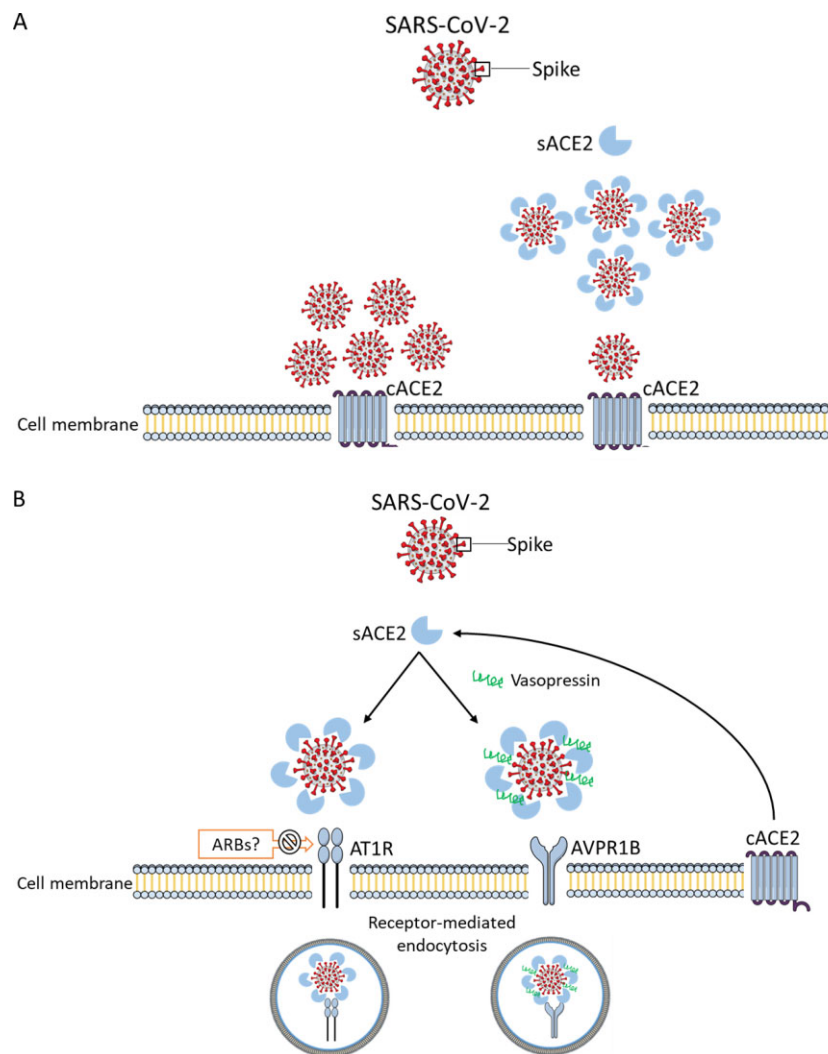 A
SARS-CoV-2
Spike
sACE2
cACE2
cACE2
Cell membrane
B
SARS-CoV-2
Spike
sACE2
Vasopressin
cACE2
ARBs?
AT1R
AVPR1B
Cell membrane
Receptor-mediated
endocytosis